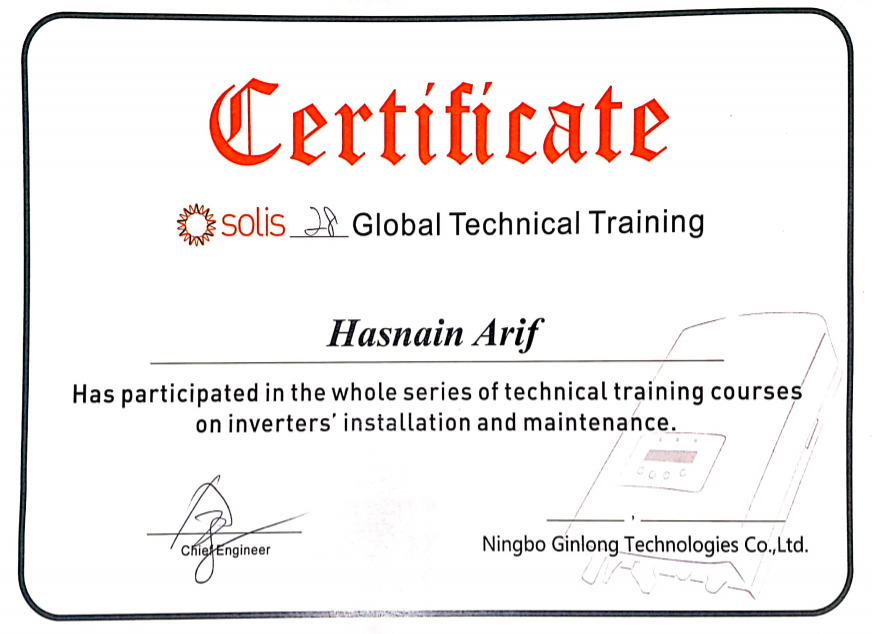 Certificate
solis 28 Global Technical Training
Hasnain Arif
Has participated in the whole series of technical training courses
on inverters' installation and maintenance.
,
Chief Engineer
Ningbo Ginlong Technologies Co.,Ltd.